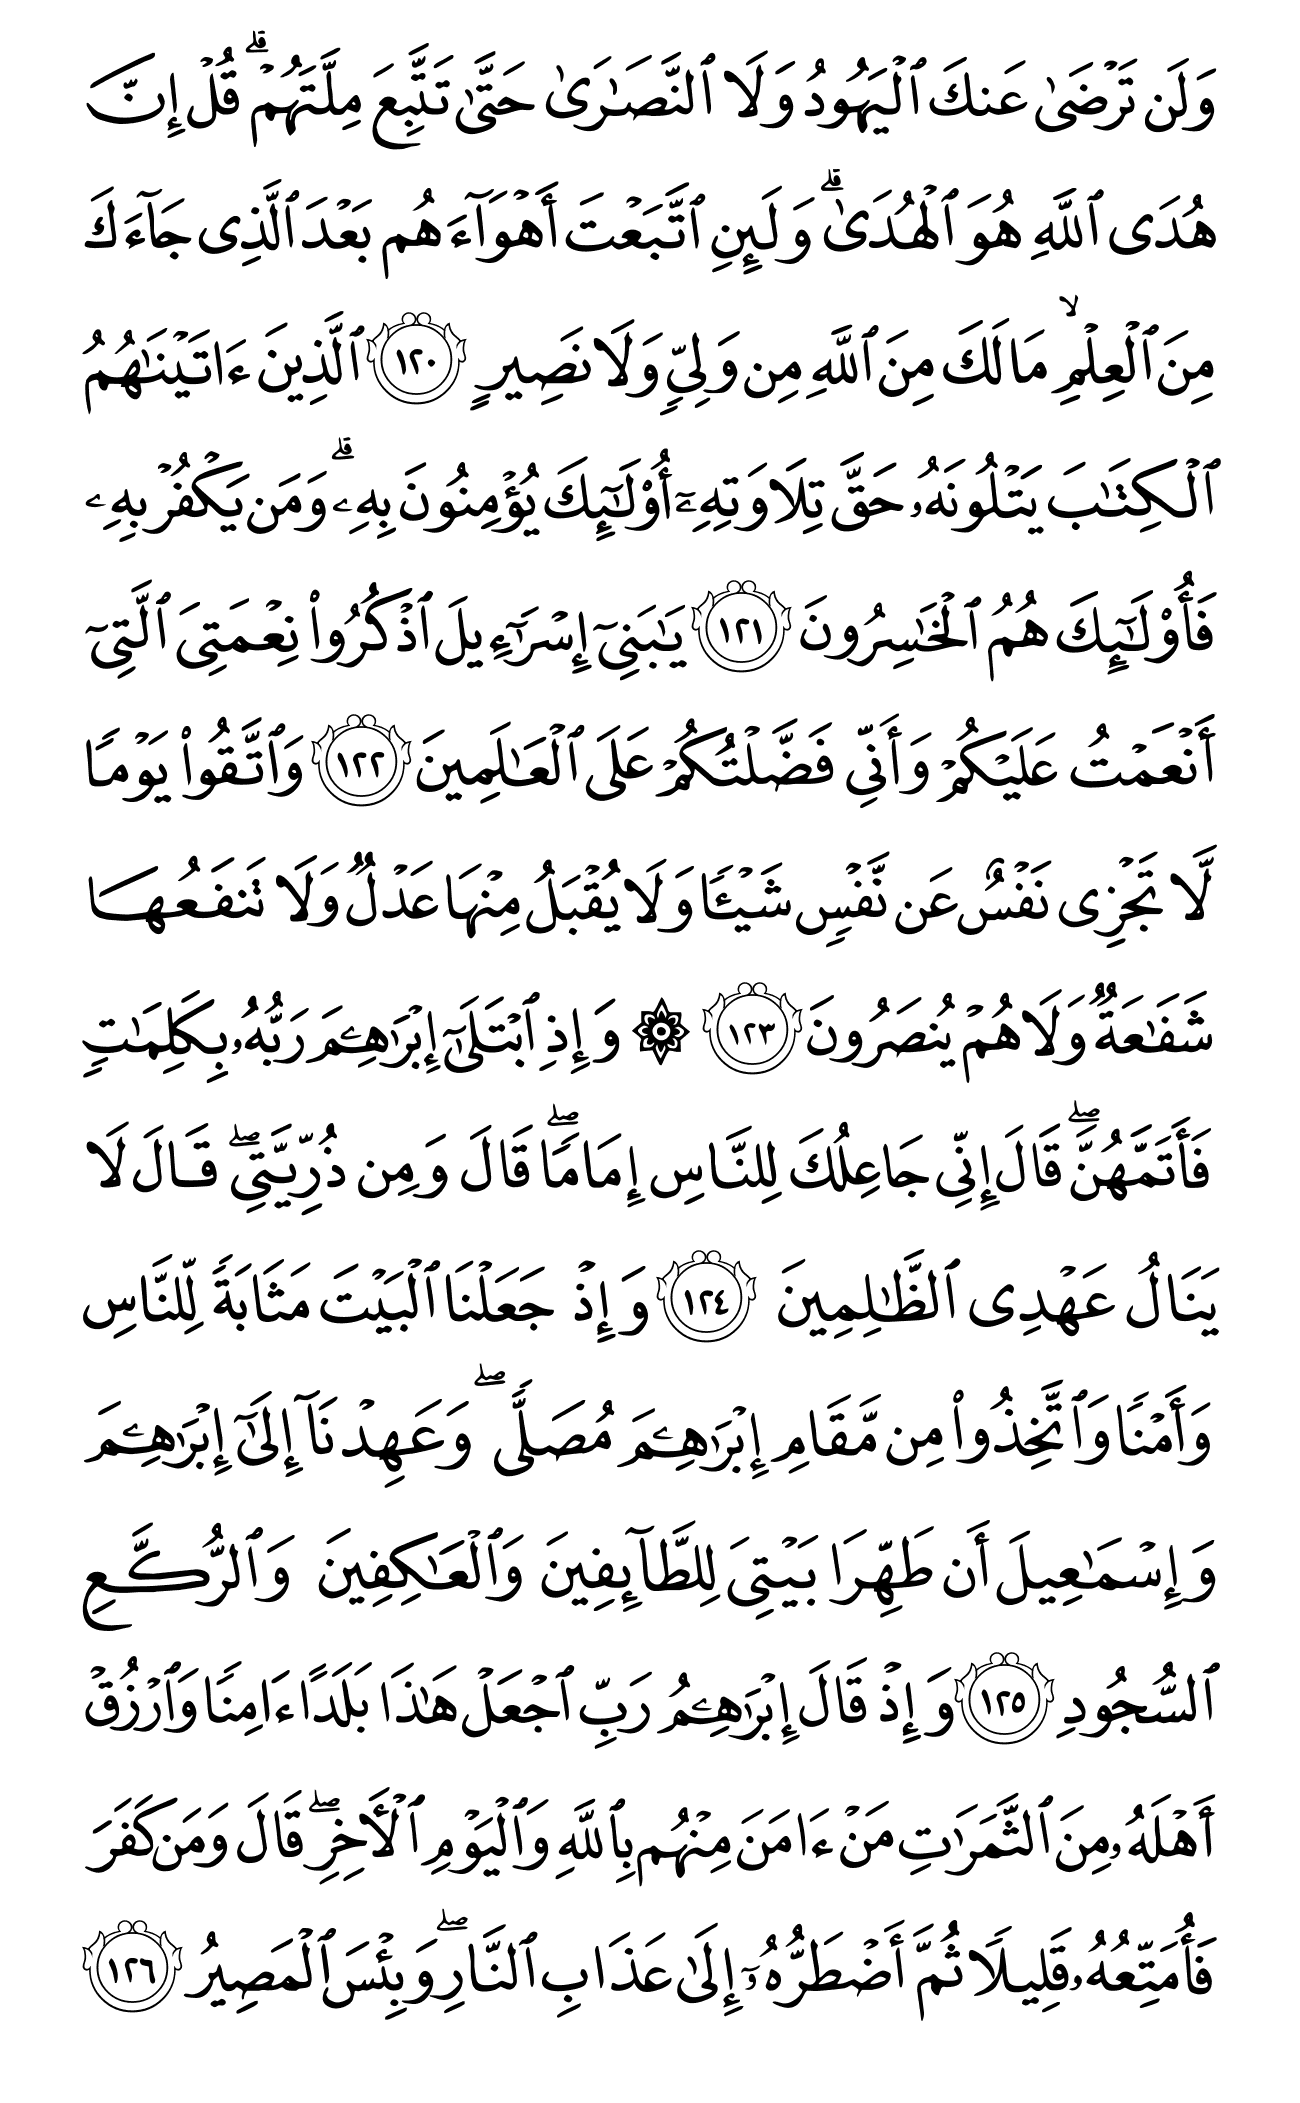 وَلَن تَرۡضَىٰ عَنكَ ٱلۡيَهُودُ وَلَا ٱلنَّصَٰرَىٰ حَتَّىٰ تَتَّبِعَ مِلَّتَهُمۡۗ قُلۡ إِنَّ
هُدَى ٱللَّهِ هُوَ ٱلۡهُدَىٰۗ وَلَئِنِ ٱتَّبَعۡتَ أَهۡوَآءَهُم بَعۡدَ ٱلَّذِي جَآءَكَ
مِنَ ٱلۡعِلۡمِۙ مَا لَكَ مِنَ ٱللَّهِ مِن وَلِيّٖ وَلَا نَصِيرٍ ١٢٠ ٱلَّذِينَ ءَاتَيۡنَٰهُمُ
ٱلۡكِتَٰبَ يَتۡلُونَهُۥ حَقَّ تِلَاوَتِهِۦٓ أُوْلَٰٓئِكَ يُؤۡمِنُونَ بِهِۦۗ وَمَن يَكۡفُرۡ بِهِۦ
فَأُوْلَٰٓئِكَ هُمُ ٱلۡخَٰسِرُونَ ١٢١ يَٰبَنِيٓ إِسۡرَٰٓءِيلَ ٱذۡكُرُواْ نِعۡمَتِيَ ٱلَّتِيٓ
أَنۡعَمۡتُ عَلَيۡكُمۡ وَأَنِّي فَضَّلۡتُكُمۡ عَلَى ٱلۡعَٰلَمِينَ ١٢٢ وَٱتَّقُواْ يَوۡمٗا
لَّا تَجۡزِي نَفۡسٌ عَن نَّفۡسٖ شَيۡـٔٗا وَلَا يُقۡبَلُ مِنۡهَا عَدۡلٞ وَلَا تَنفَعُهَا
شَفَٰعَةٞ وَلَا هُمۡ يُنصَرُونَ ١٢٣ ۞ وَإِذِ ٱبۡتَلَىٰٓ إِبۡرَٰهِـۧمَ رَبُّهُۥ بِكَلِمَٰتٖ
فَأَتَمَّهُنَّۖ قَالَ إِنِّي جَاعِلُكَ لِلنَّاسِ إِمَامٗاۖ قَالَ وَمِن ذُرِّيَّتِيۖ قَالَ لَا
يَنَالُ عَهۡدِي ٱلظَّٰلِمِينَ ١٢٤ وَإِذۡ جَعَلۡنَا ٱلۡبَيۡتَ مَثَابَةٗ لِّلنَّاسِ
وَأَمۡنٗا وَٱتَّخِذُواْ مِن مَّقَامِ إِبۡرَٰهِـۧمَ مُصَلّٗىۖ وَعَهِدۡنَآ إِلَىٰٓ إِبۡرَٰهِـۧمَ
وَإِسۡمَٰعِيلَ أَن طَهِّرَا بَيۡتِيَ لِلطَّآئِفِينَ وَٱلۡعَٰكِفِينَ وَٱلرُّكَّعِ
ٱلسُّجُودِ ١٢٥ وَإِذۡ قَالَ إِبۡرَٰهِـۧمُ رَبِّ ٱجۡعَلۡ هَٰذَا بَلَدًا ءَامِنٗا وَٱرۡزُقۡ
أَهۡلَهُۥ مِنَ ٱلثَّمَرَٰتِ مَنۡ ءَامَنَ مِنۡهُم بِٱللَّهِ وَٱلۡيَوۡمِ ٱلۡأٓخِرِۖ قَالَ وَمَن كَفَرَ
فَأُمَتِّعُهُۥ قَلِيلٗا ثُمَّ أَضۡطَرُّهُۥٓ إِلَىٰ عَذَابِ ٱلنَّارِۖ وَبِئۡسَ ٱلۡمَصِيرُ ١٢٦